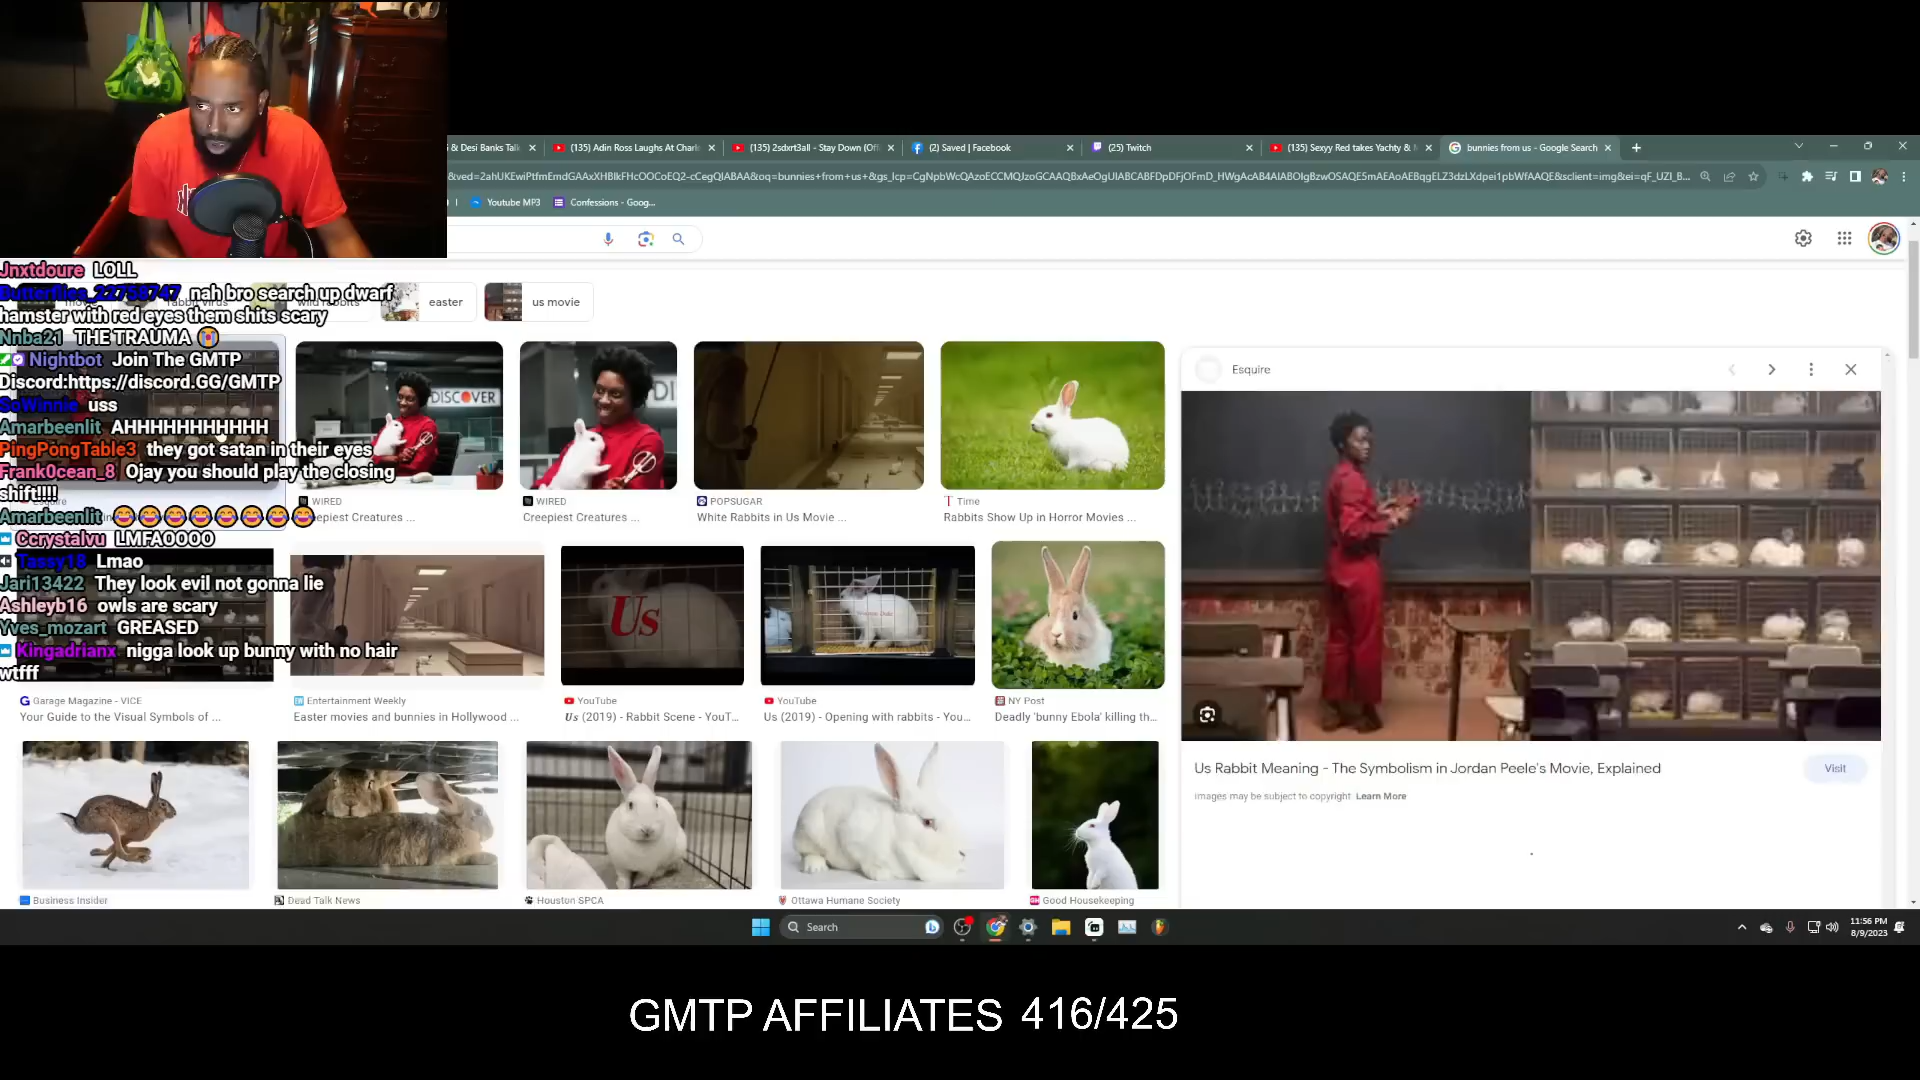 & Desi Banks Talk
(135) Adin Ross Laughs At Charl
(135) 2sdxrt3all - Stay Down (Off
(2) Saved | Facebook
(25) Twitch
(135) Sexyy Red takes Yachty &
bunnies from us - Google Search
Youtube MP3
Confessions - Goog...
easter
us movie
Jnxtdoure LOLL
Butterflies_22758747 nah bro search up dwarf
hamster with red eyes them shits scary
Nnba21 THE TRAUMA 😭
Nightbot Join The GMTP
Discord:https://discord.GG/GMTP
SoWinnie uss
Amarbeenlit AHHHHHHHHHHH
PingPongTable3 they got satan in their eyes
Frank0cean_8 Ojay you should play the closing
shift!!!!
Amarbeenlit 😂😂😂😂😂😂😂😂
Ccrystalvu LMFAOOOO
Tassy18 Lmao
Jari13422 They look evil not gonna lie
Ashleyb16 owls are scary
Yves_mozart GREASED
Kingadrianx nigga look up bunny with no hair
wtfff
DISCOVER
DI
WIRED
Creepiest Creatures ...
WIRED
Creepiest Creatures ...
POPSUGAR
White Rabbits in Us Movie ...
Time
Rabbits Show Up in Horror Movies ...
Us
Garage Magazine - VICE
Your Guide to the Visual Symbols of ...
Entertainment Weekly
Easter movies and bunnies in Hollywood ...
YouTube
Us (2019) - Rabbit Scene - YouT...
YouTube
Us (2019) - Opening with rabbits - You...
NY Post
Deadly 'bunny Ebola' killing th...
Business Insider
Dead Talk News
Houston SPCA
Ottawa Humane Society
Good Housekeeping
Esquire
Us Rabbit Meaning - The Symbolism in Jordan Peele's Movie, Explained
Visit
Images may be subject to copyright. Learn More
Search
11:56 PM
8/9/2023
GMTP AFFILIATES 416/425